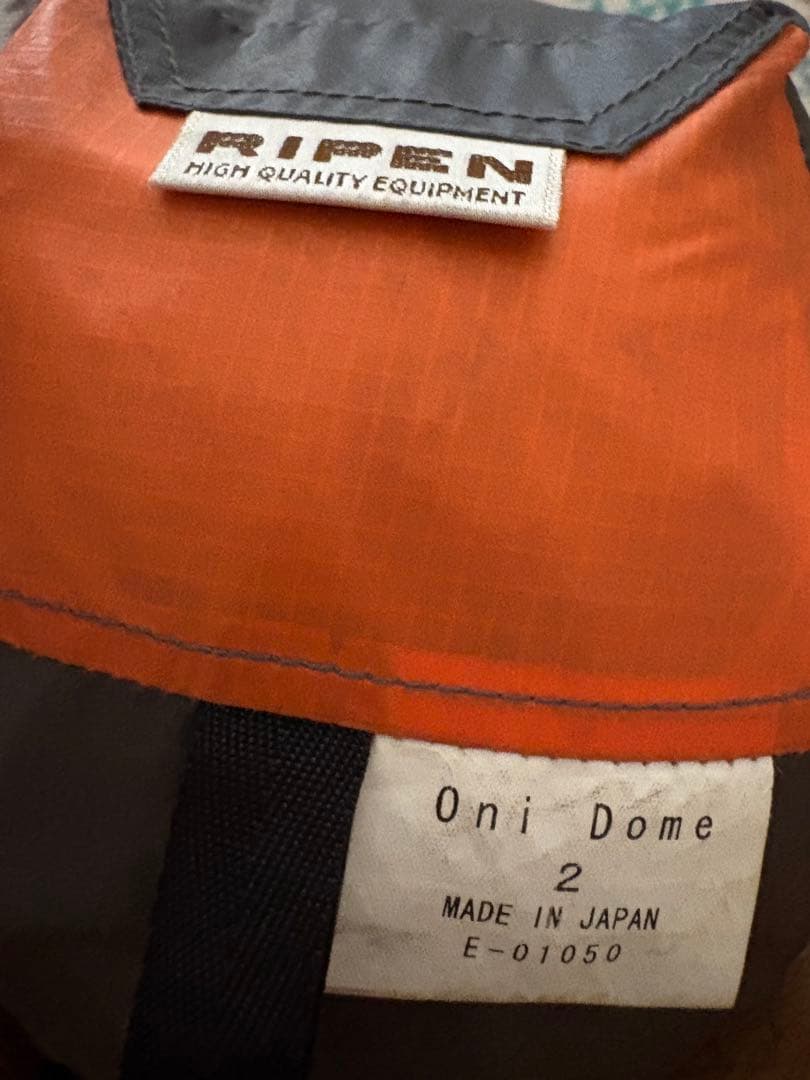 RIPEN
HIGH QUALITY EQUIPMENT
Oni Dome
2
MADE IN JAPAN
E-01050